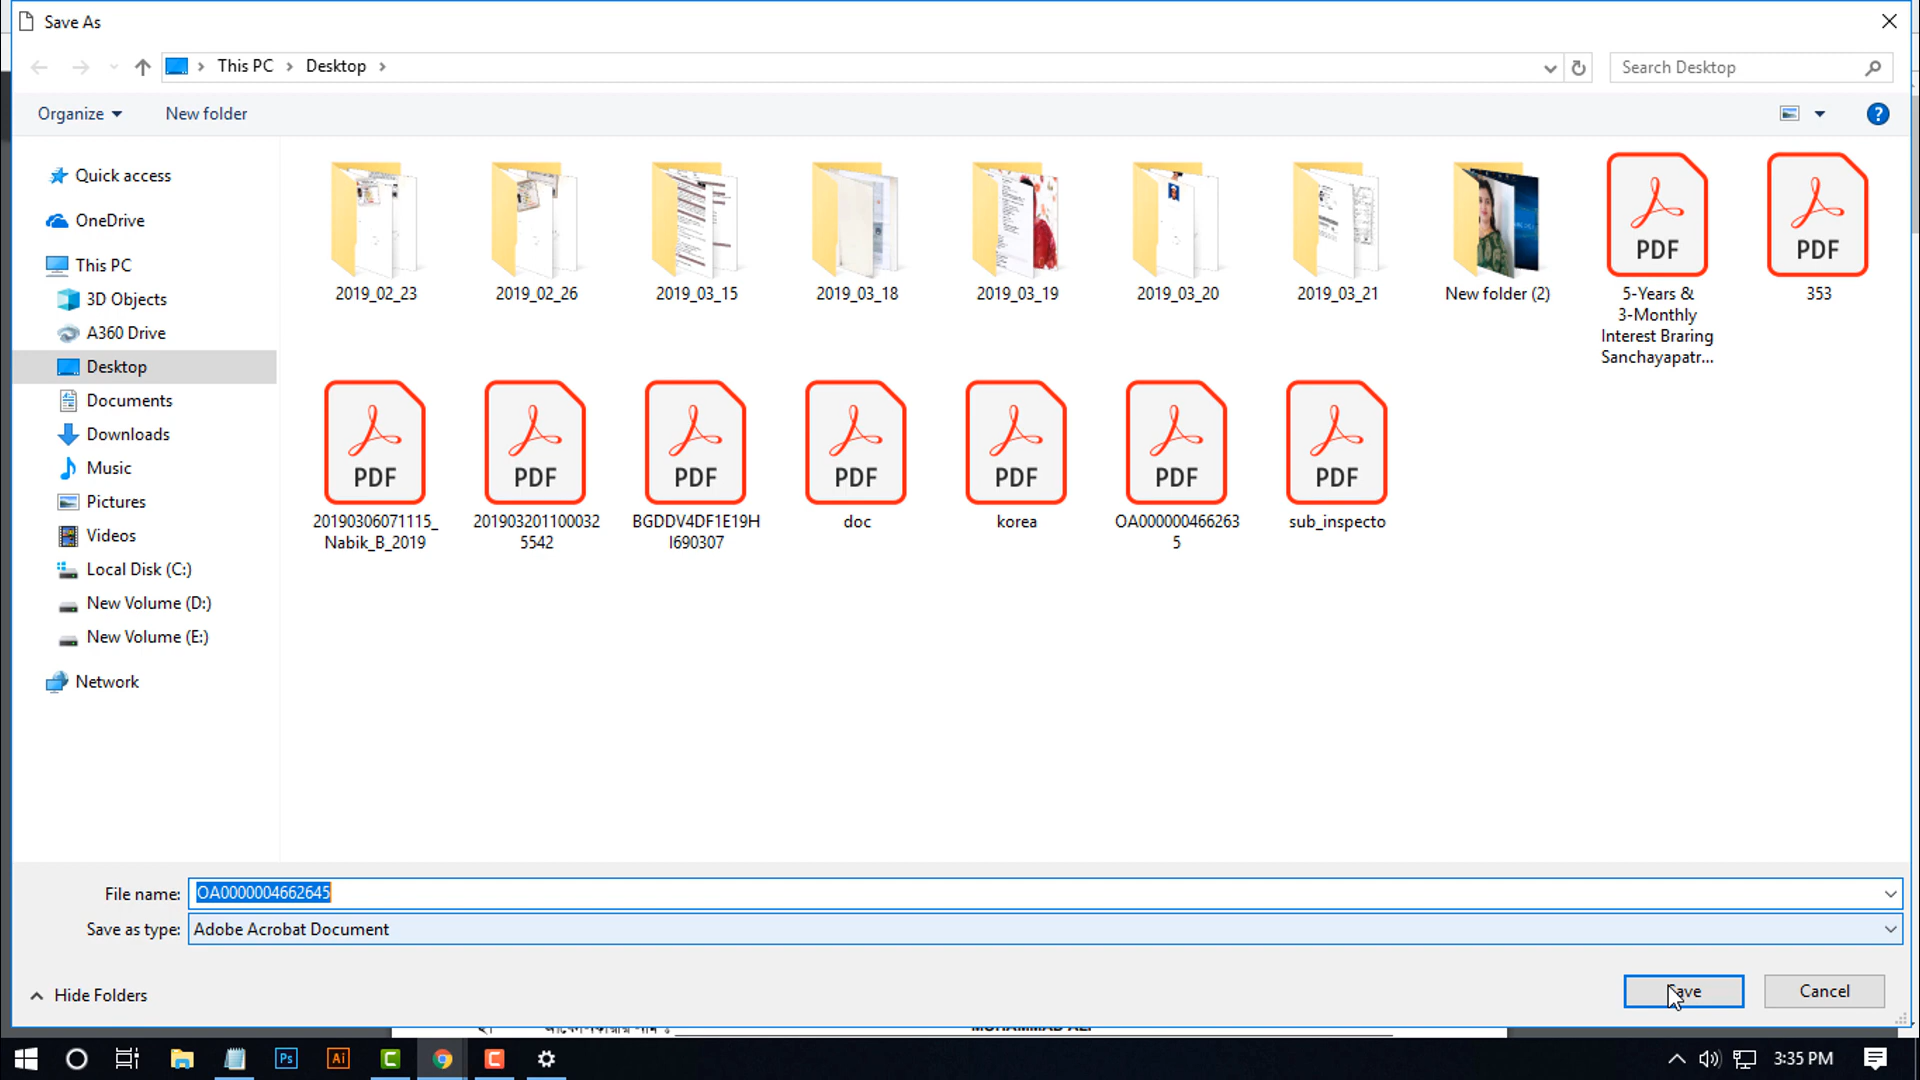 Save As
This PC Desktop
Search Desktop
Organize New folder
Quick access
OneDrive
This PC
3D Objects
A360 Drive
Desktop
Documents
Downloads
Music
Pictures
Videos
Local Disk (C:)
New Volume (D:)
New Volume (E:)
Network
2019_02_23
2019_02_26
2019_03_15
2019_03_18
2019_03_19
2019_03_20
2019_03_21
New folder (2)
PDF
5-Years &
3-Monthly
Interest Braring
Sanchayapatr...
PDF
353
PDF
20190306071115_
Nabik_B_2019
PDF
201903201100032
5542
PDF
BGDDV4DF1E19H
I690307
PDF
doc
PDF
korea
PDF
OA000000466263
5
PDF
sub_inspecto
File name: OA0000004662645
Save as type: Adobe Acrobat Document
Hide Folders
Save
Cancel
MOHAMMAD ALI
Ps
Ai
C
C
3:35 PM